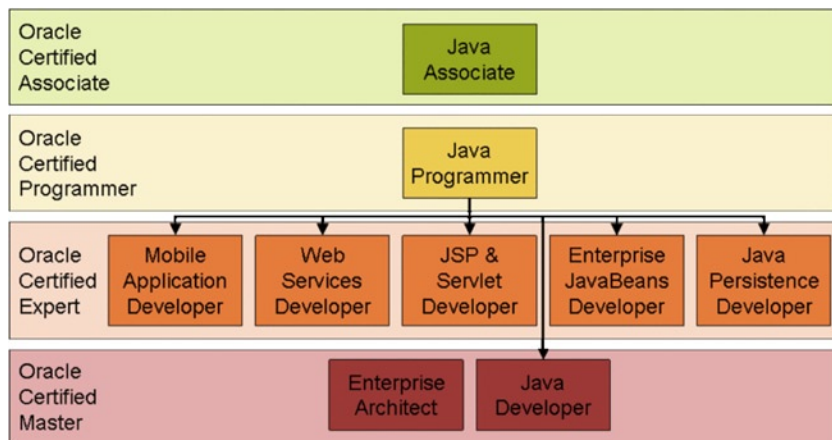 Oracle
Certified
Associate
Java
Associate
Oracle
Certified
Programmer
Java
Programmer
Oracle
Certified
Expert
Mobile
Application
Developer
Web
Services
Developer
JSP &
Servlet
Developer
Enterprise
JavaBeans
Developer
Java
Persistence
Developer
Oracle
Certified
Master
Enterprise
Architect
Java
Developer